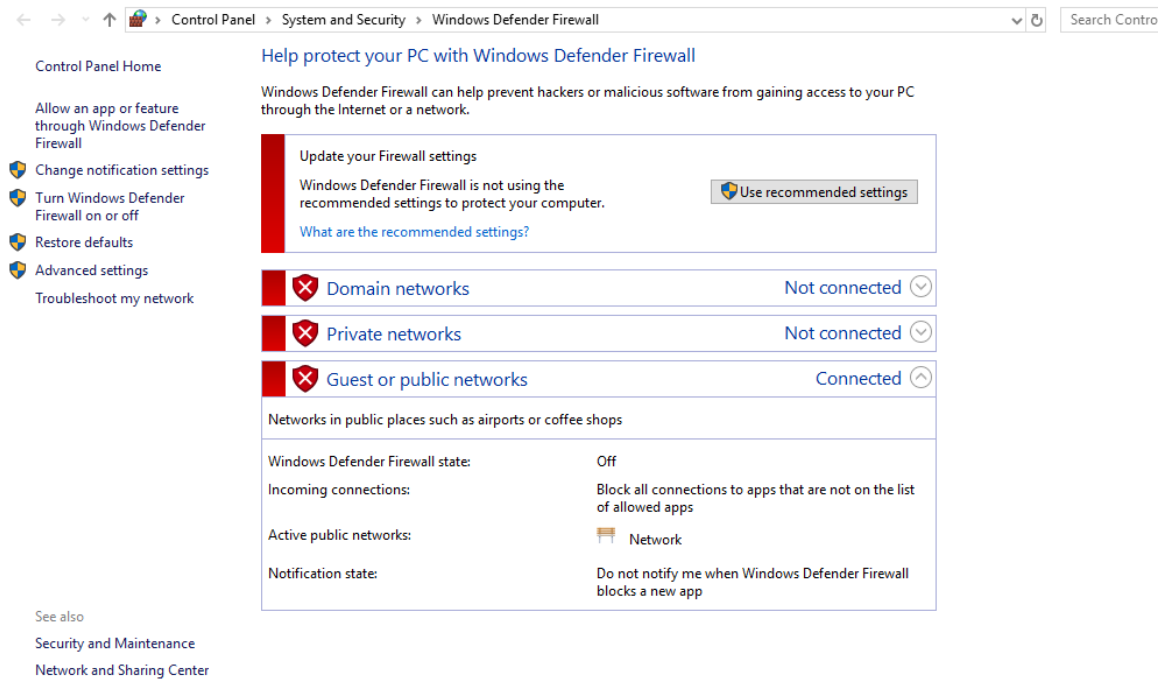 Control Panel > System and Security > Windows Defender Firewall
Search Contro
Control Panel Home
Allow an app or feature
through Windows Defender
Firewall
Change notification settings
Turn Windows Defender
Firewall on or off
Restore defaults
Advanced settings
Troubleshoot my network
See also
Security and Maintenance
Network and Sharing Center
Help protect your PC with Windows Defender Firewall
Windows Defender Firewall can help prevent hackers or malicious software from gaining access to your PC
through the Internet or a network.
Update your Firewall settings
Windows Defender Firewall is not using the
recommended settings to protect your computer.
Use recommended settings
What are the recommended settings?
Domain networks Not connected
Private networks Not connected
Guest or public networks Connected
Networks in public places such as airports or coffee shops
Windows Defender Firewall state: Off
Incoming connections: Block all connections to apps that are not on the list
of allowed apps
Active public networks: Network
Notification state: Do not notify me when Windows Defender Firewall
blocks a new app